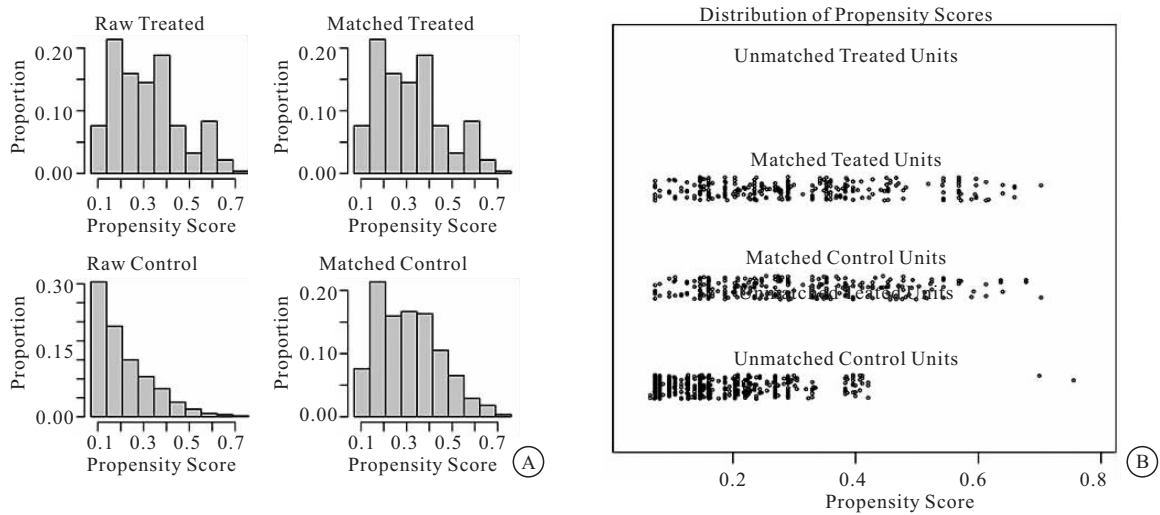 Raw Treated
Proportion
0.20
0.10
0.00
0.1 0.3 0.5 0.7
Propensity Score
Matched Treated
Proportion
0.20
0.10
0.00
0.1 0.3 0.5 0.7
Propensity Score
Raw Control
Proportion
0.30
0.15
0.00
0.1 0.3 0.5 0.7
Propensity Score
Matched Control
Proportion
0.20
0.10
0.00
0.1 0.3 0.5 0.7
Propensity Score
A
Distribution of Propensity Scores
Unmatched Treated Units
Matched Teated Units
Matched Control Units
Unmatched Teated Units
Unmatched Control Units
0.2 0.4 0.6 0.8
Propensity Score
B